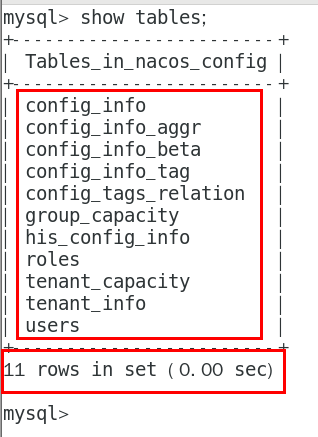 mysql> show tables;
+------------------------+
| Tables_in_nacos_config |
+------------------------+
| config_info |
| config_info_aggr |
| config_info_beta |
| config_info_tag |
| config_tags_relation |
| group_capacity |
| his_config_info |
| roles |
| tenant_capacity |
| tenant_info |
| users |
+------------------------+
11 rows in set (0.00 sec)
mysql>